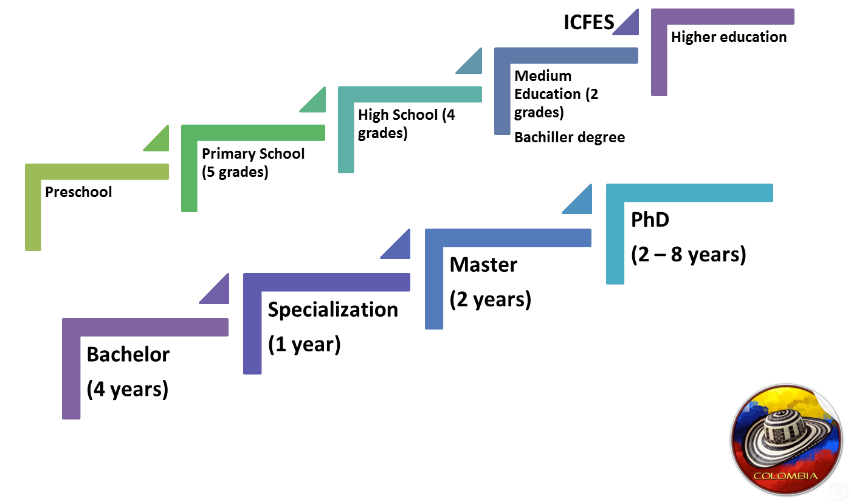 ICFES
Higher education
Medium
Education (2
grades)
Bachiller degree
High School (4
grades)
Primary School
(5 grades)
Preschool
PhD
(2 – 8 years)
Master
(2 years)
Specialization
(1 year)
Bachelor
(4 years)
COLOMBIA